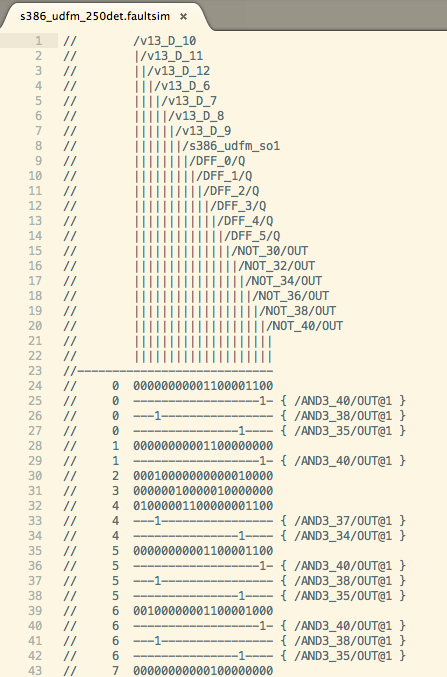 s386_udfm_250det.faultsim ×
1 // /v13_D_10
2 // |/v13_D_11
3 // ||/v13_D_12
4 // |||/v13_D_6
5 // ||||/v13_D_7
6 // |||||/v13_D_8
7 // ||||||/v13_D_9
8 // |||||||/s386_udfm_so1
9 // ||||||||/DFF_0/Q
10 // |||||||||/DFF_1/Q
11 // ||||||||||/DFF_2/Q
12 // |||||||||||/DFF_3/Q
13 // ||||||||||||/DFF_4/Q
14 // |||||||||||||/DFF_5/Q
15 // ||||||||||||||/NOT_30/OUT
16 // |||||||||||||||/NOT_32/OUT
17 // ||||||||||||||||/NOT_34/OUT
18 // |||||||||||||||||/NOT_36/OUT
19 // ||||||||||||||||||/NOT_38/OUT
20 // |||||||||||||||||||/NOT_40/OUT
21 // ||||||||||||||||||||
22 // ||||||||||||||||||||
23 //----------------------------
24 // 0 00000000001100001100
25 // 0 ------------------1- { /AND3_40/OUT@1 }
26 // 0 ---1---------------- { /AND3_38/OUT@1 }
27 // 0 ---------------1---- { /AND3_35/OUT@1 }
28 // 1 00000000001100000000
29 // 1 ------------------1- { /AND3_40/OUT@1 }
30 // 2 00010000000000010000
31 // 3 00000010000010000000
32 // 4 01000001100000001100
33 // 4 ---1---------------- { /AND3_37/OUT@1 }
34 // 4 ---------------1---- { /AND3_34/OUT@1 }
35 // 5 00000000001100001100
36 // 5 ------------------1- { /AND3_40/OUT@1 }
37 // 5 ---1---------------- { /AND3_38/OUT@1 }
38 // 5 ---------------1---- { /AND3_35/OUT@1 }
39 // 6 00100000001100001000
40 // 6 ------------------1- { /AND3_40/OUT@1 }
41 // 6 ---1---------------- { /AND3_38/OUT@1 }
42 // 6 ---------------1---- { /AND3_35/OUT@1 }
43 // 7 00000000000100000000